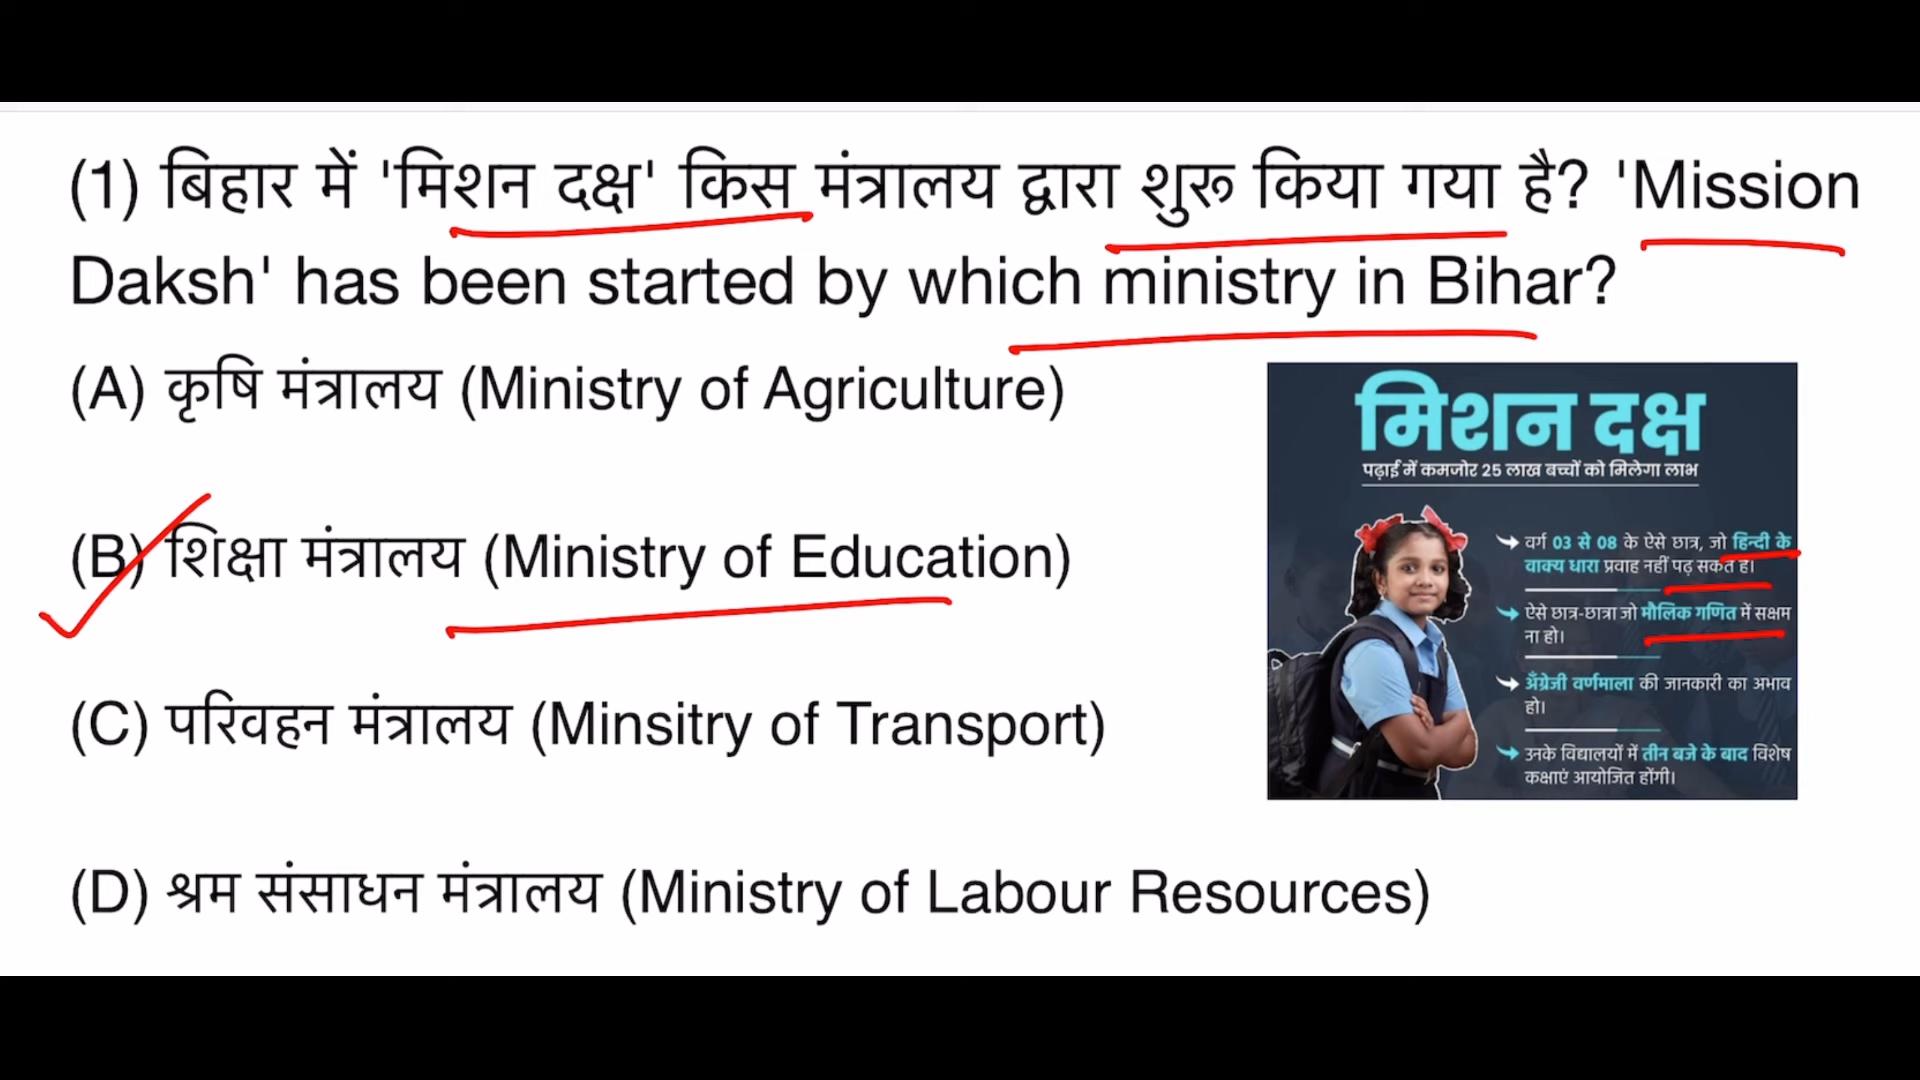 (1) बिहार में 'मिशन दक्ष' किस मंत्रालय द्वारा शुरू किया गया है? 'Mission
Daksh' has been started by which ministry in Bihar?
(A) कृषि मंत्रालय (Ministry of Agriculture)
(B) शिक्षा मंत्रालय (Ministry of Education)
(C) परिवहन मंत्रालय (Minsitry of Transport)
(D) श्रम संसाधन मंत्रालय (Ministry of Labour Resources)
मिशन दक्ष
पढ़ाई में कमजोर 25 लाख बच्चों को मिलेगा लाभ
वर्ग 03 से 08 के ऐसे छात्र, जो हिन्दी के
वाक्य धारा प्रवाह नहीं पढ़ सकते है।
ऐसे छात्र-छात्रा जो मौलिक गणित में सक्षम
ना हो।
अँग्रेजी वर्णमाला की जानकारी का अभाव
हो।
उनके विद्यालयों में तीन बजे के बाद विशेष
कक्षाएं आयोजित होंगी।